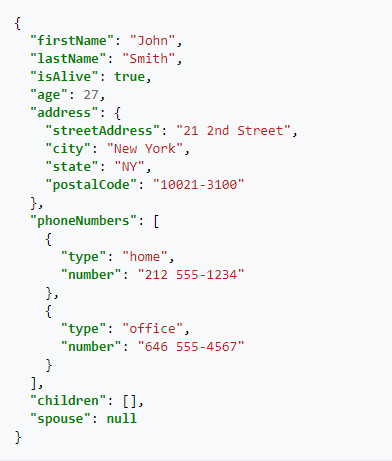 {
  "firstName": "John",
  "lastName": "Smith",
  "isAlive": true,
  "age": 27,
  "address": {
    "streetAddress": "21 2nd Street",
    "city": "New York",
    "state": "NY",
    "postalCode": "10021-3100"
  },
  "phoneNumbers": [
    {
      "type": "home",
      "number": "212 555-1234"
    },
    {
      "type": "office",
      "number": "646 555-4567"
    }
  ],
  "children": [],
  "spouse": null
}